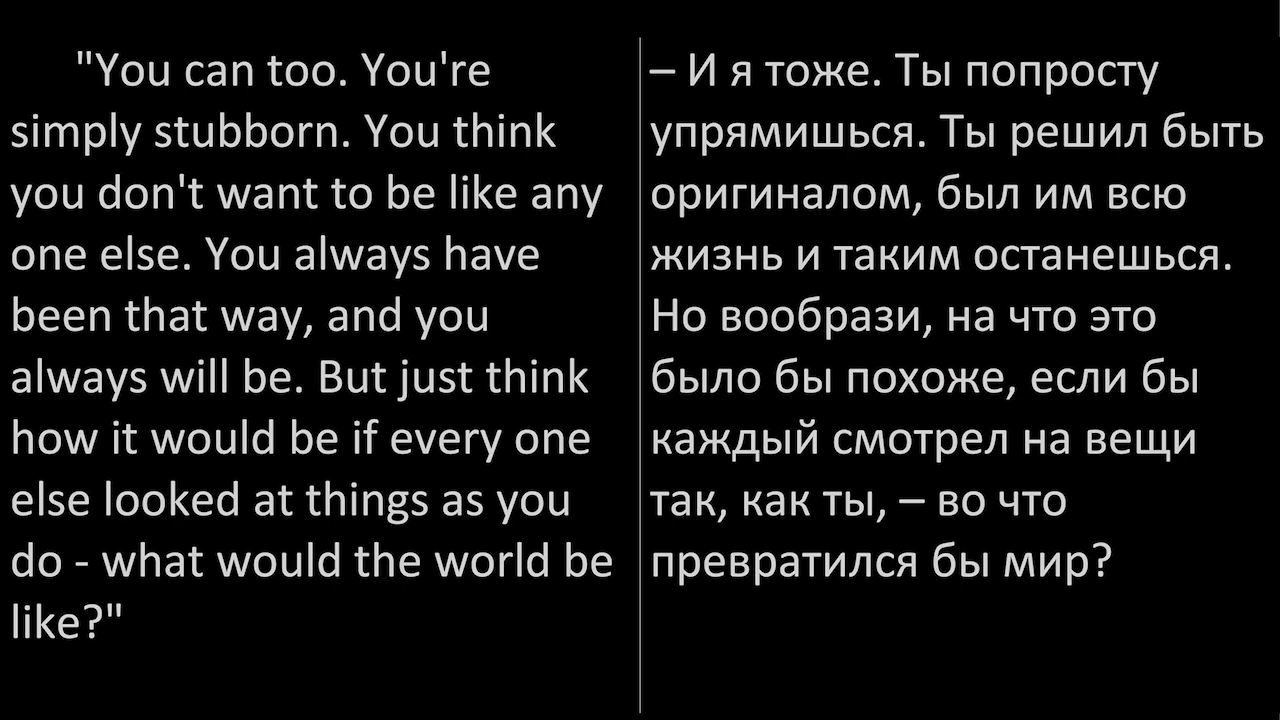 "You can too. You're
simply stubborn. You think
you don't want to be like any
one else. You always have
been that way, and you
always will be. But just think
how it would be if every one
else looked at things as you
do - what would the world be
like?"
– И я тоже. Ты попросту
упрямишься. Ты решил быть
оригиналом, был им всю
жизнь и таким останешься.
Но вообрази, на что это
было бы похоже, если бы
каждый смотрел на вещи
так, как ты, – во что
превратился бы мир?